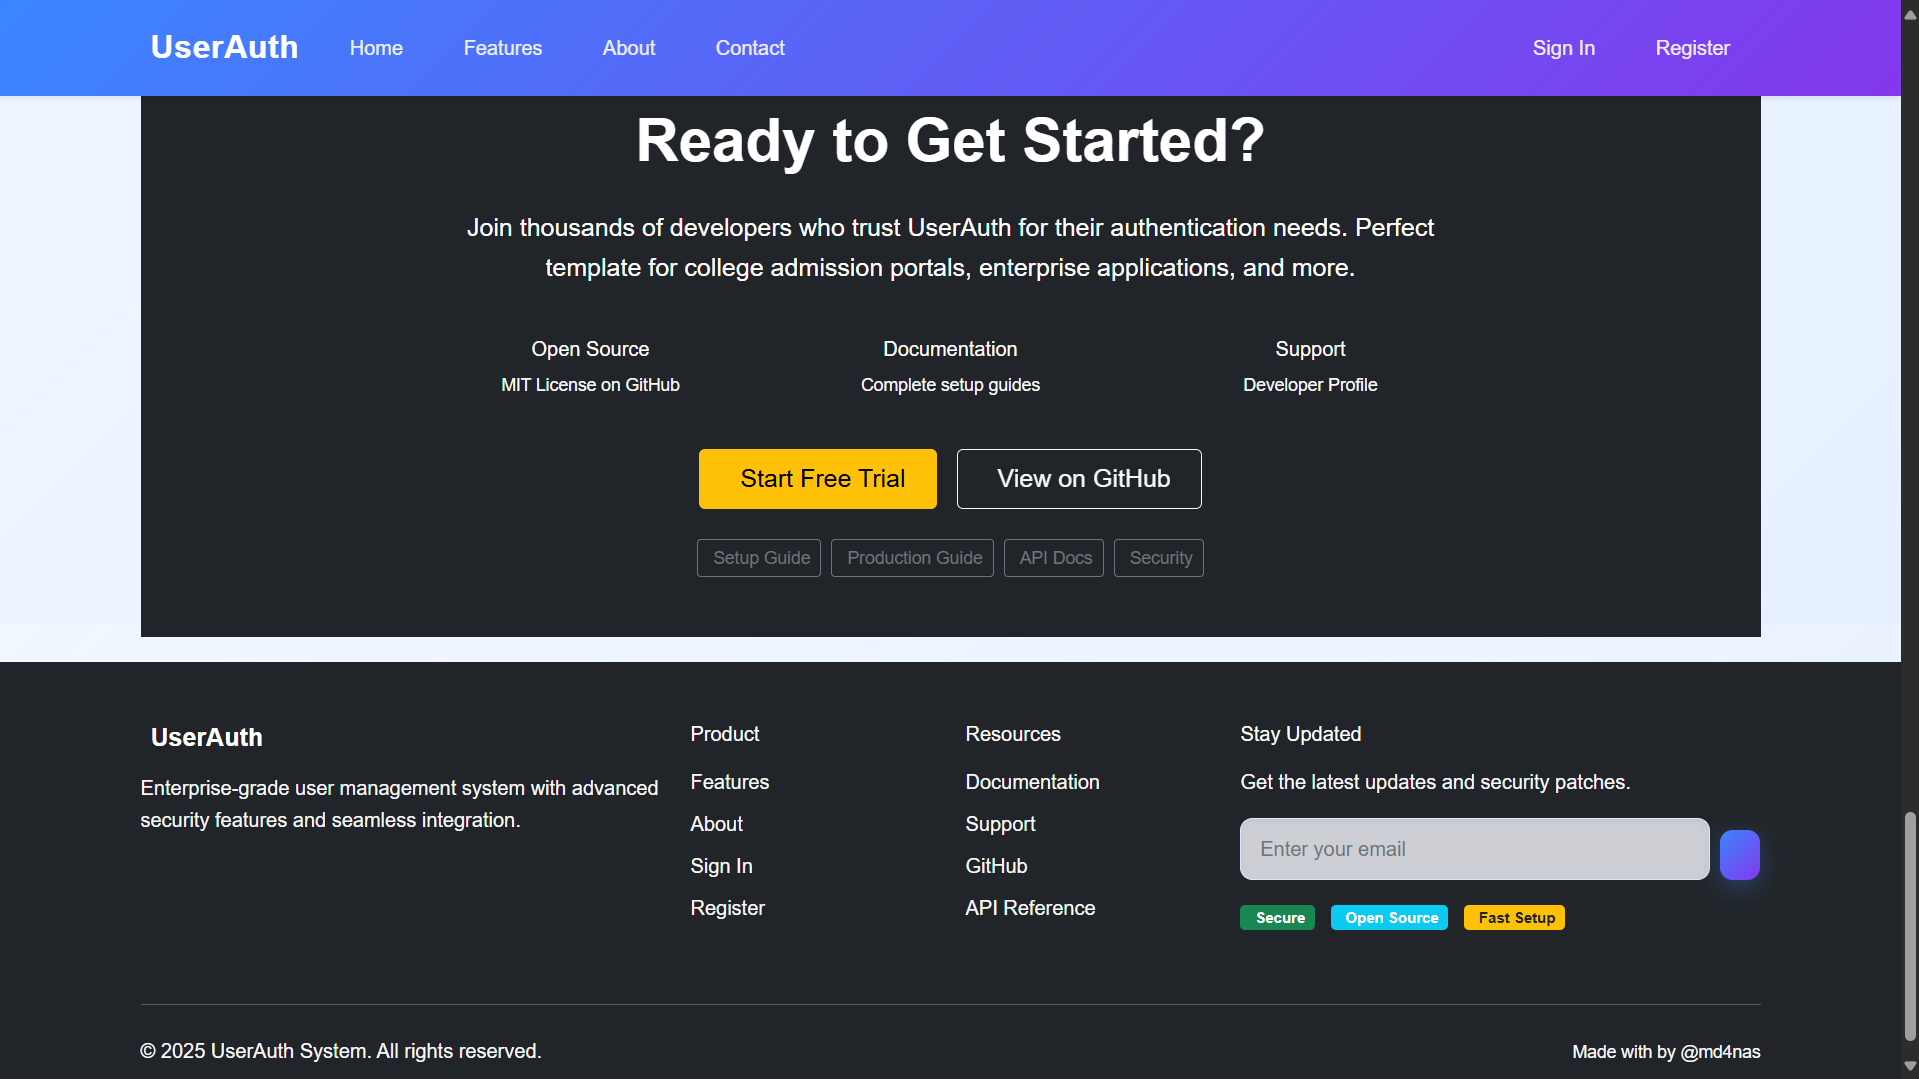 UserAuth
Home
Features
About
Contact
Sign In
Register
Ready to Get Started?
Join thousands of developers who trust UserAuth for their authentication needs. Perfect
template for college admission portals, enterprise applications, and more.
Open Source
MIT License on GitHub
Documentation
Complete setup guides
Support
Developer Profile
Start Free Trial
View on GitHub
Setup Guide
Production Guide
API Docs
Security
UserAuth
Enterprise-grade user management system with advanced
security features and seamless integration.
Product
Features
About
Sign In
Register
Resources
Documentation
Support
GitHub
API Reference
Stay Updated
Get the latest updates and security patches.
Enter your email
Secure
Open Source
Fast Setup
© 2025 UserAuth System. All rights reserved.
Made with by @md4nas